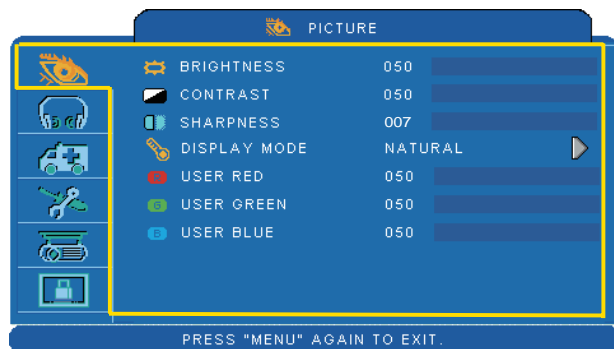 PICTURE
BRIGHTNESS 050
CONTRAST 050
SHARPNESS 007
DISPLAY MODE NATURAL
USER RED 050
USER GREEN 050
USER BLUE 050
PRESS "MENU" AGAIN TO EXIT.